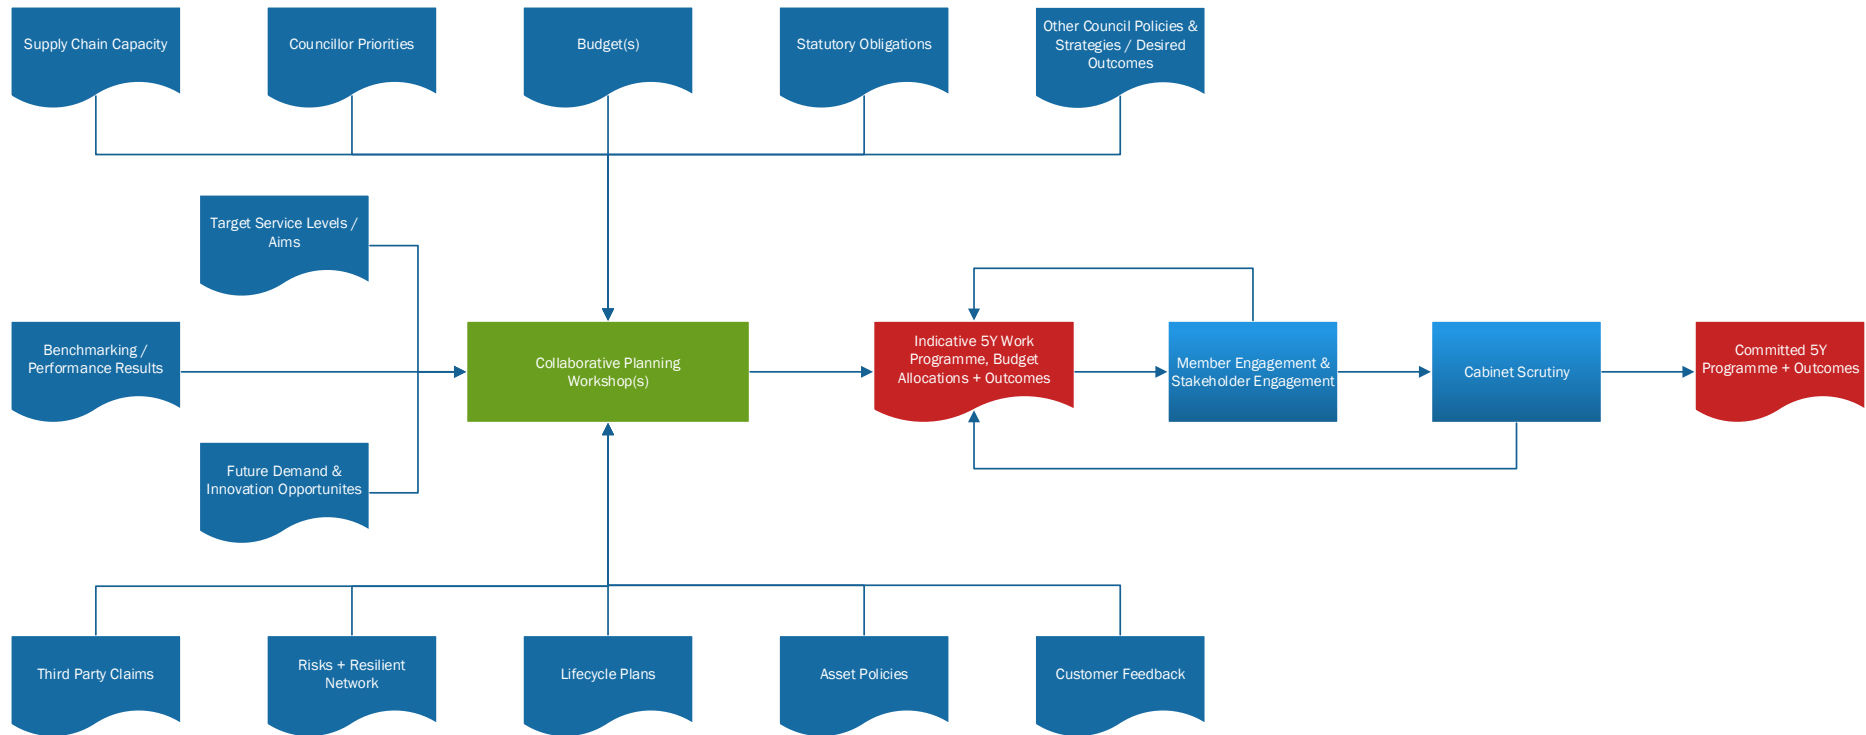 Supply Chain Capacity
Councillor Priorities
Budget(s)
Statutory Obligations
Other Council Policies &
Strategies / Desired
Outcomes
Target Service Levels /
Aims
Benchmarking /
Performance Results
Collaborative Planning
Workshop(s)
Indicative 5Y Work
Programme, Budget
Allocations + Outcomes
Member Engagement &
Stakeholder Engagement
Cabinet Scrutiny
Committed 5Y
Programme + Outcomes
Future Demand &
Innovation Opportunites
Third Party Claims
Risks + Resilient
Network
Lifecycle Plans
Asset Policies
Customer Feedback